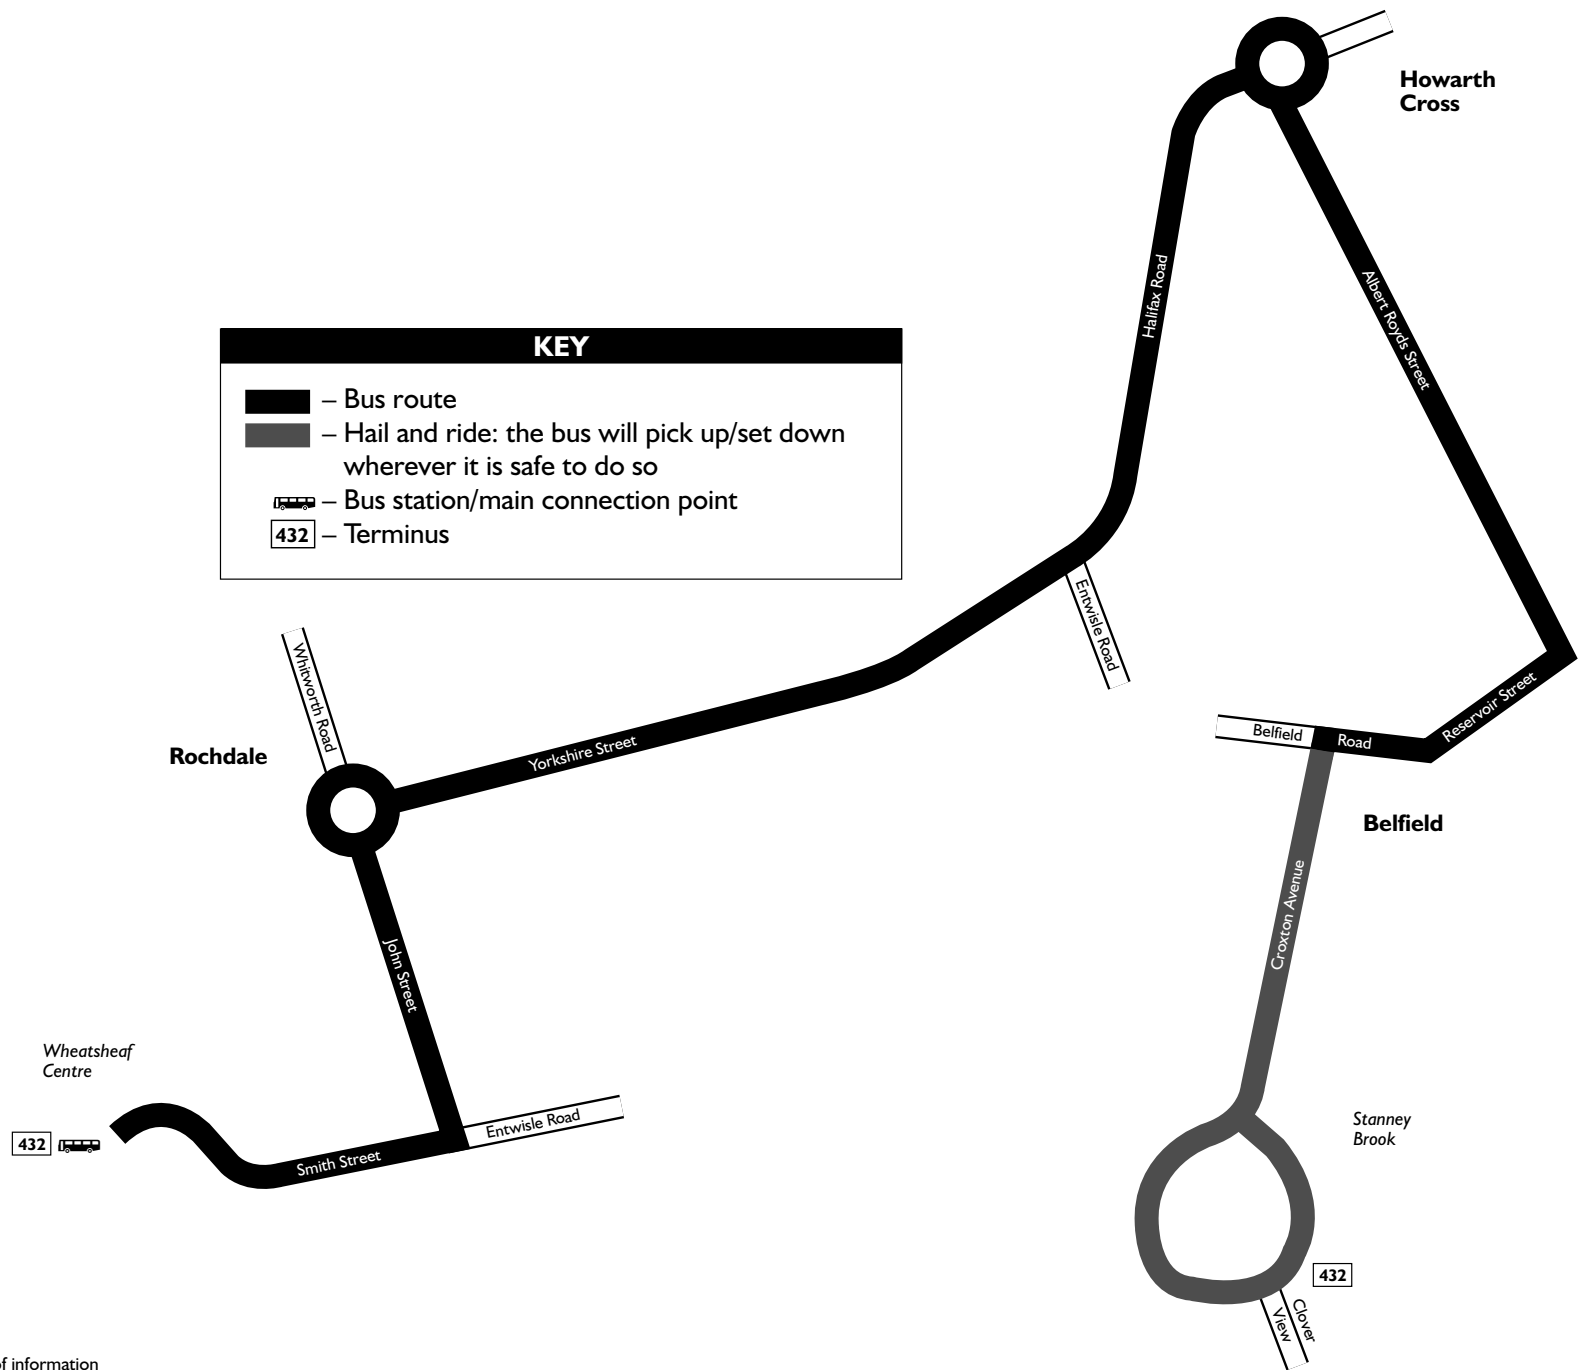 Howarth
Cross
Halifax Road
Albert Royds Street
KEY
– Bus route
– Hail and ride: the bus will pick up/set down
wherever it is safe to do so
– Bus station/main connection point
432 – Terminus
Entwisle Road
Whitworth Road
Rochdale
Yorkshire Street
Belfield Road
Reservoir Street
Belfield
Croxton Avenue
John Street
Wheatsheaf
Centre
432
Smith Street
Entwisle Road
Stanney
Brook
432
Clover
View
of information